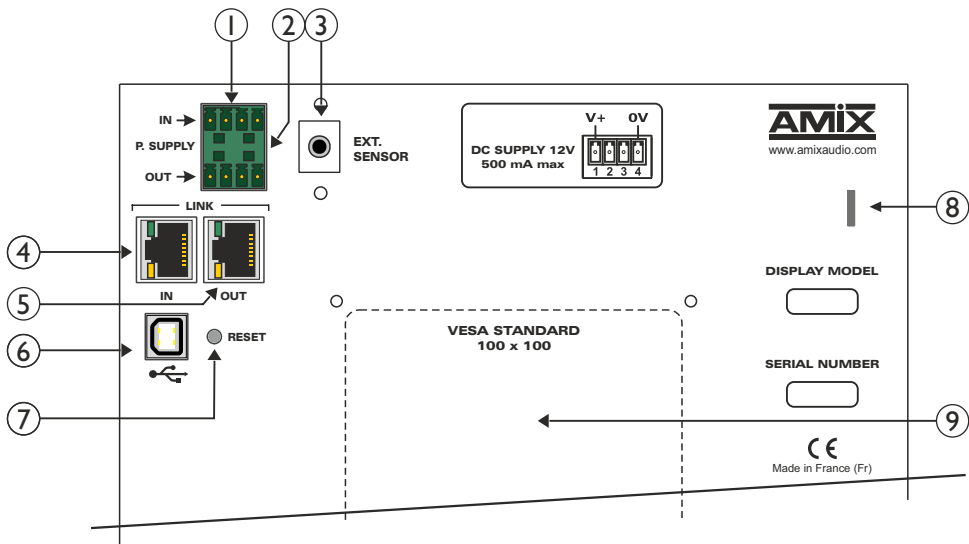 1
2
3
IN
P. SUPPLY
OUT
EXT.
SENSOR
V+ 0V
DC SUPPLY 12V
500 mA max
1 2 3 4
AMiX
www.amixaudio.com
LINK
4
5
IN OUT
8
DISPLAY MODEL
6
RESET
VESA STANDARD
100 x 100
SERIAL NUMBER
7
9
CE
Made in France (Fr)